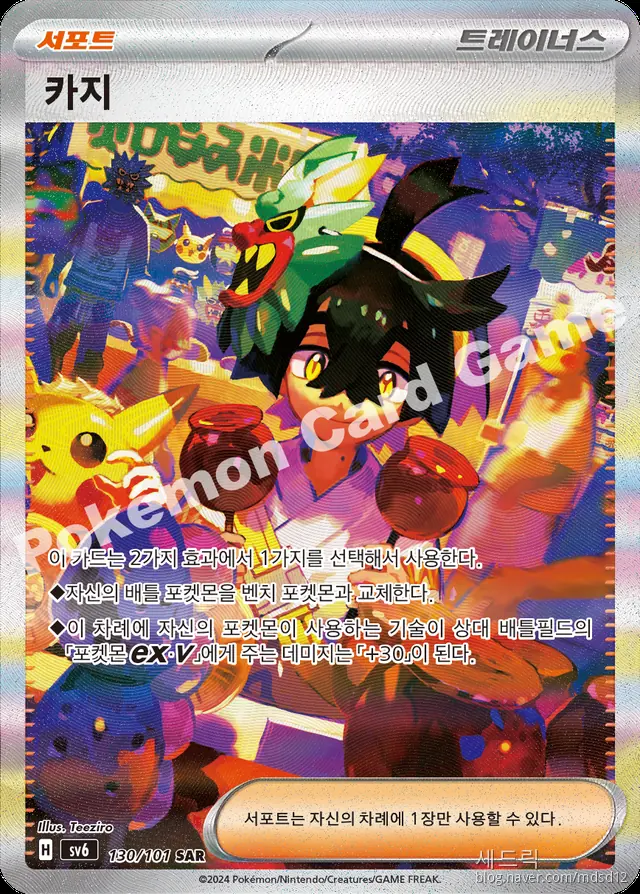 서포트
트레이너스
카지
Pokémon Card Game
이 카드는 2가지 효과에서 1가지를 선택해서 사용한다.
◆자신의 배틀 포켓몬을 벤치 포켓몬과 교체한다.
◆이 차례에 자신의 포켓몬이 사용하는 기술이 상대 배틀필드의
「포켓몬 ex·V」에게 주는 데미지는 「+30」이 된다.
서포트는 자신의 차례에 1장만 사용할 수 있다.
Illus. Teeziro
H sv6 130/101 SAR
©2024 Pokémon/Nintendo/Creatures/GAME FREAK.
세드릭
blog.naver.com/mdsd12